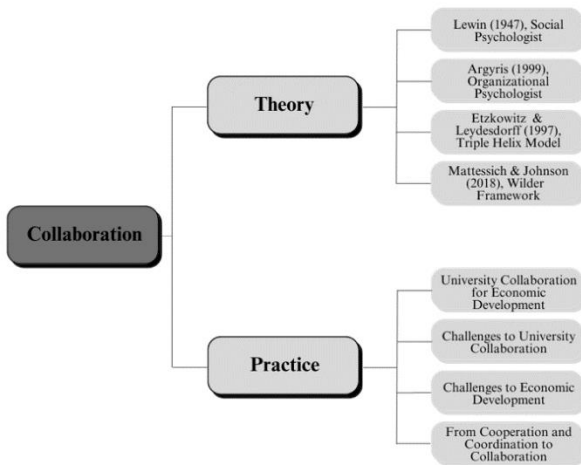 Lewin (1947), Social
Psychologist
Argyris (1999),
Organizational
Psychologist
Etzkowitz &
Leydesdorff (1997),
Triple Helix Model
Mattessich & Johnson
(2018), Wilder
Framework
Theory
Collaboration
Practice
University Collaboration
for Economic
Development
Challenges to University
Collaboration
Challenges to Economic
Development
From Cooperation and
Coordination to
Collaboration